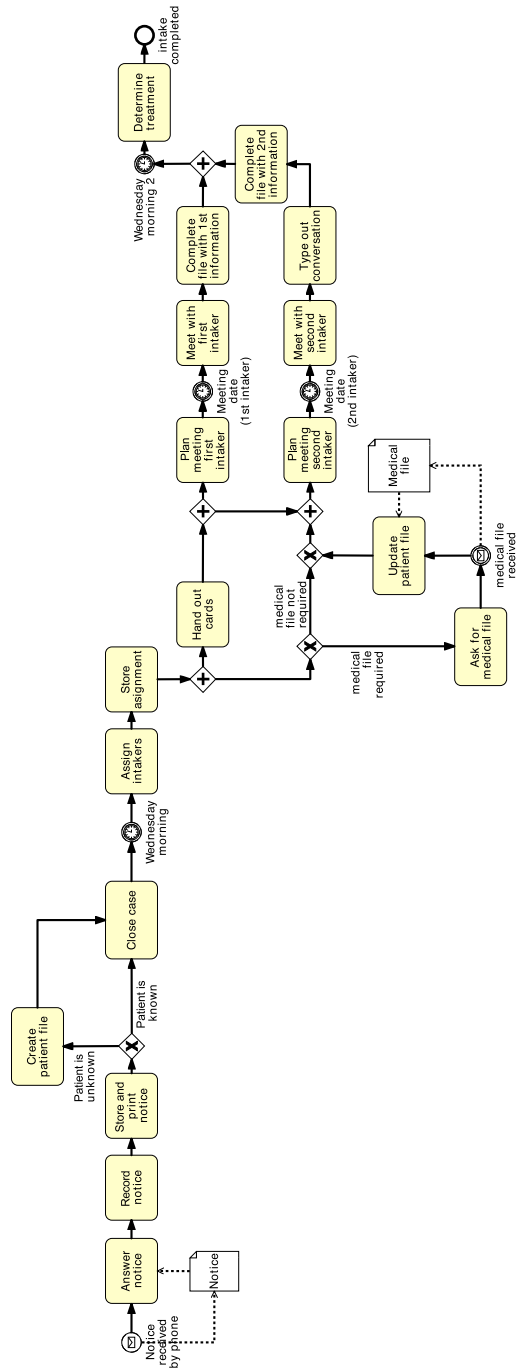 Notice
received
by phone
Notice
Answer
notice
Record
notice
Store and
print
notice
Patient is
unknown
Patient is
known
Create
patient file
Close case
Wednesday
morning
Assign
intakers
Store
asignment
Hand out
cards
medical
file not
required
medical
file
required
Ask for
medical file
medical file
received
Update
patient file
Medical
file
Plan
meeting
first
intaker
Meeting
date
(1st intaker)
Meet with
first
intaker
Complete
file with 1st
information
Plan
meeting
second
intaker
Meeting
date
(2nd intaker)
Meet with
second
intaker
Type out
conversation
Complete
file with 2nd
information
Wednesday
morning 2
Determine
treatment
intake
completed